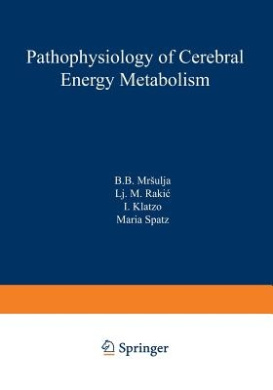 Pathophysiology of Cerebral
Energy Metabolism
B.B. Mršulja
Lj. M. Rakić
I. Klatzo
Maria Spatz
Springer